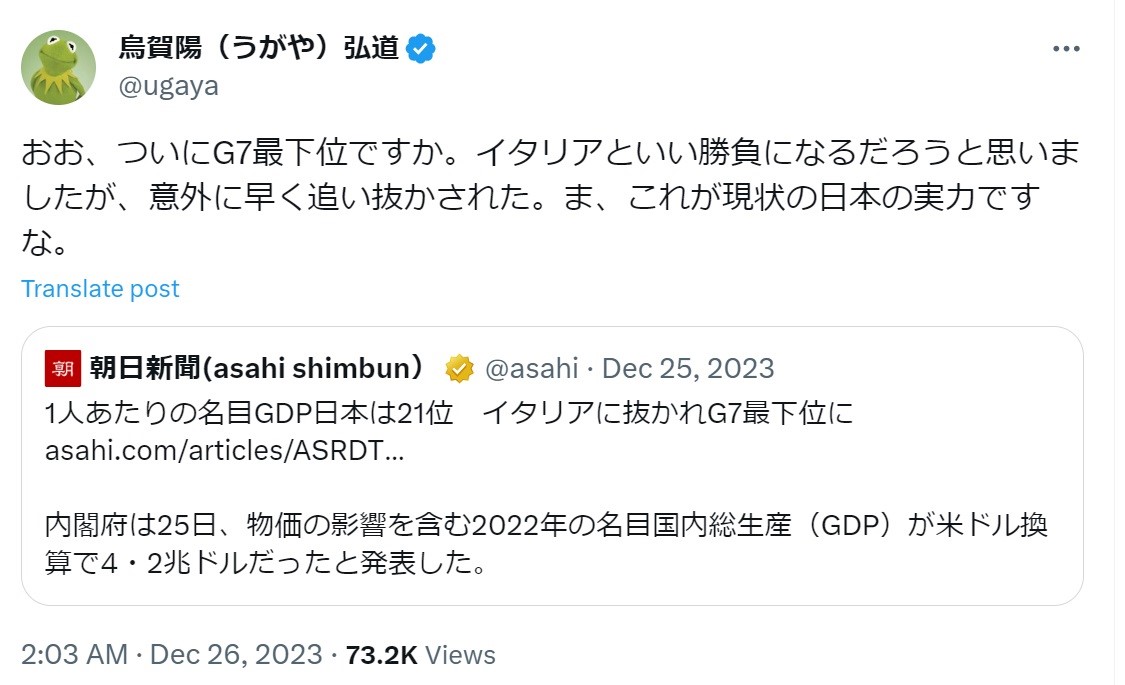 烏賀陽（うがや）弘道
@ugaya
おお、ついにG7最下位ですか。イタリアといい勝負になるだろうと思いま
したが、意外に早く追い抜かされた。ま、これが現状の日本の実力です
な。
Translate post
朝 朝日新聞(asahi shimbun） @asahi · Dec 25, 2023
1人あたりの名目GDP日本は21位　イタリアに抜かれG7最下位に
asahi.com/articles/ASRDT…
内閣府は25日、物価の影響を含む2022年の名目国内総生産（GDP）が米ドル換
算で4・2兆ドルだったと発表した。
2:03 AM · Dec 26, 2023 · 73.2K Views